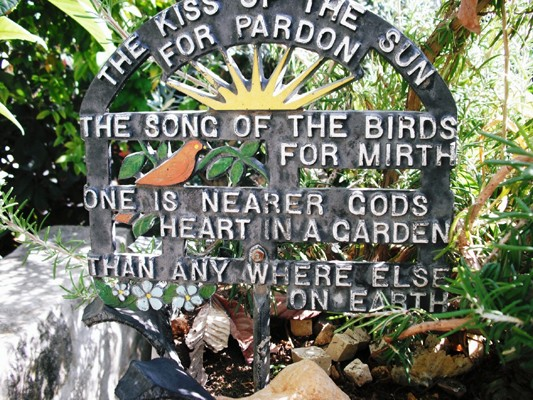 THE KISS OF THE SUN
FOR PARDON
THE SONG OF THE BIRDS
FOR MIRTH
ONE IS NEARER GODS
HEART IN A GARDEN
THAN ANY WHERE ELSE
ON EARTH